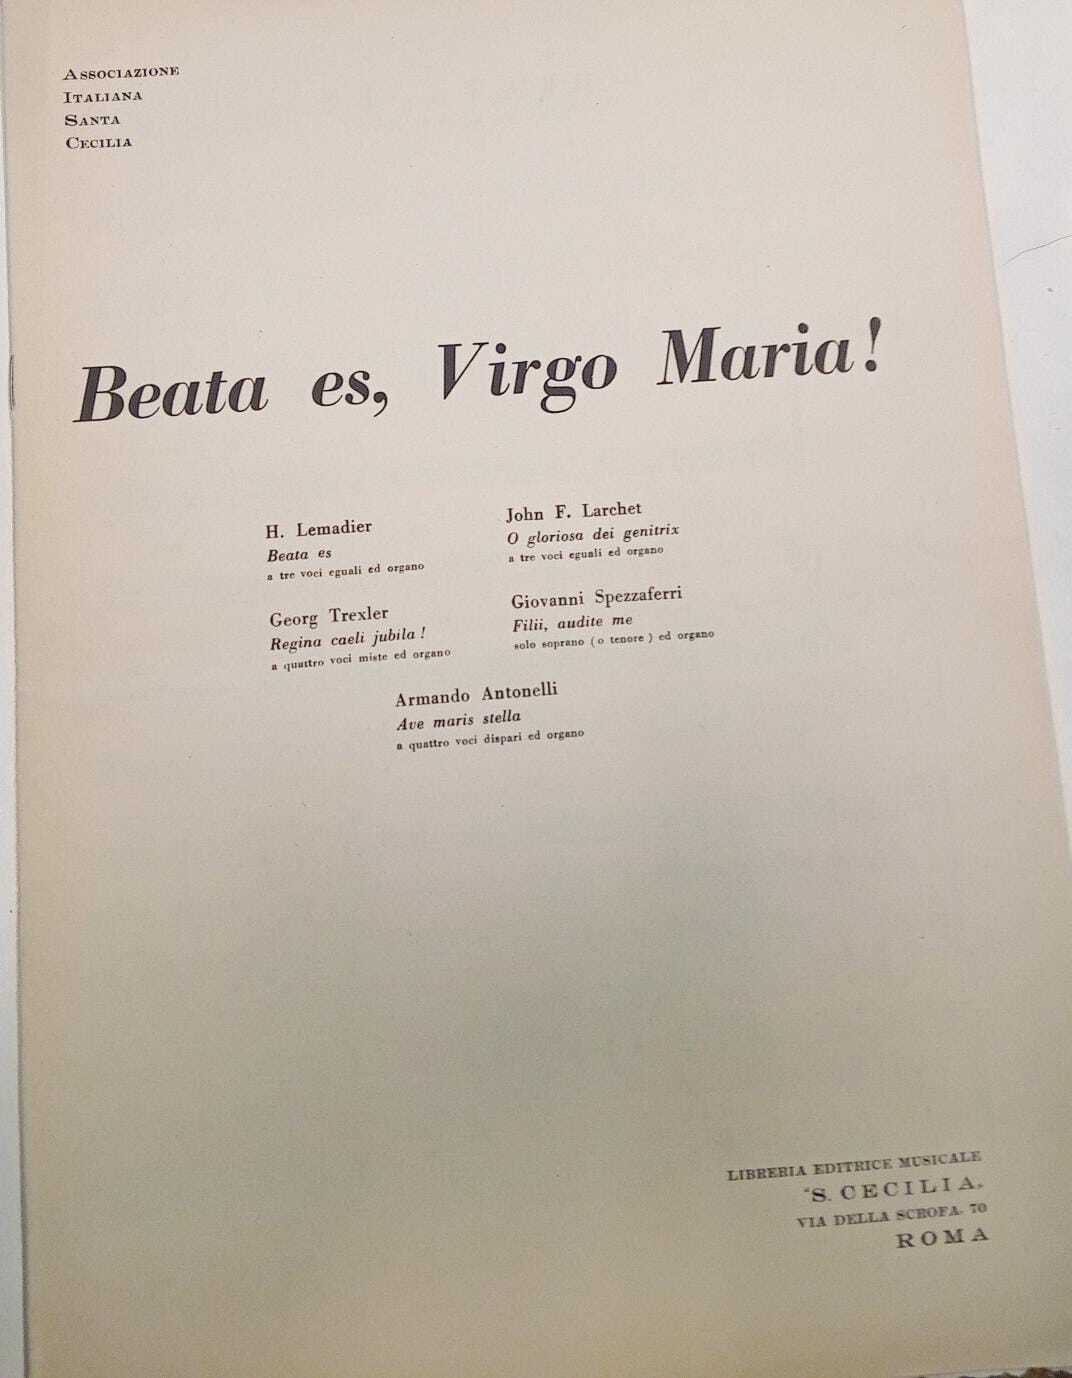 Associazione
Italiana
Santa
Cecilia
Beata es, Virgo Maria!
H. Lemadier
Beata es
a tre voci eguali ed organo
John F. Larchet
O gloriosa dei genitrix
a tre voci eguali ed organo
Georg Trexler
Regina caeli jubila !
a quattro voci miste ed organo
Giovanni Spezzaferri
Filii, audite me
solo soprano ( o tenore ) ed organo
Armando Antonelli
Ave maris stella
a quattro voci dispari ed organo
LIBRERIA EDITRICE MUSICALE
"S. CECILIA„
VIA DELLA SCROFA. 70
ROMA